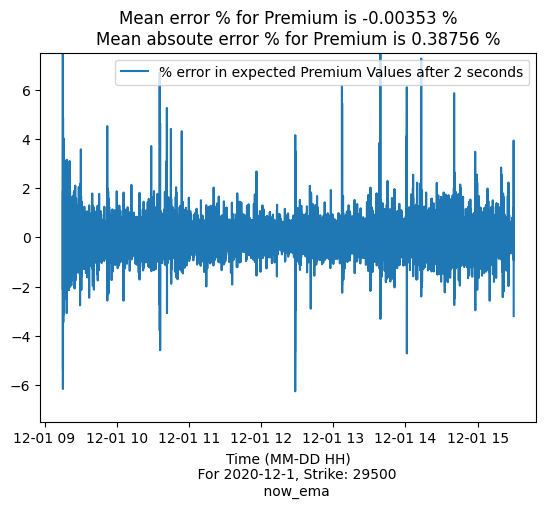 Mean error % for Premium is -0.00353 %
Mean absoute error % for Premium is 0.38756 %
% error in expected Premium Values after 2 seconds
6
4
2
0
−2
−4
−6
12-01 09 12-01 10 12-01 11 12-01 12 12-01 13 12-01 14 12-01 15
Time (MM-DD HH)
For 2020-12-1, Strike: 29500
now_ema